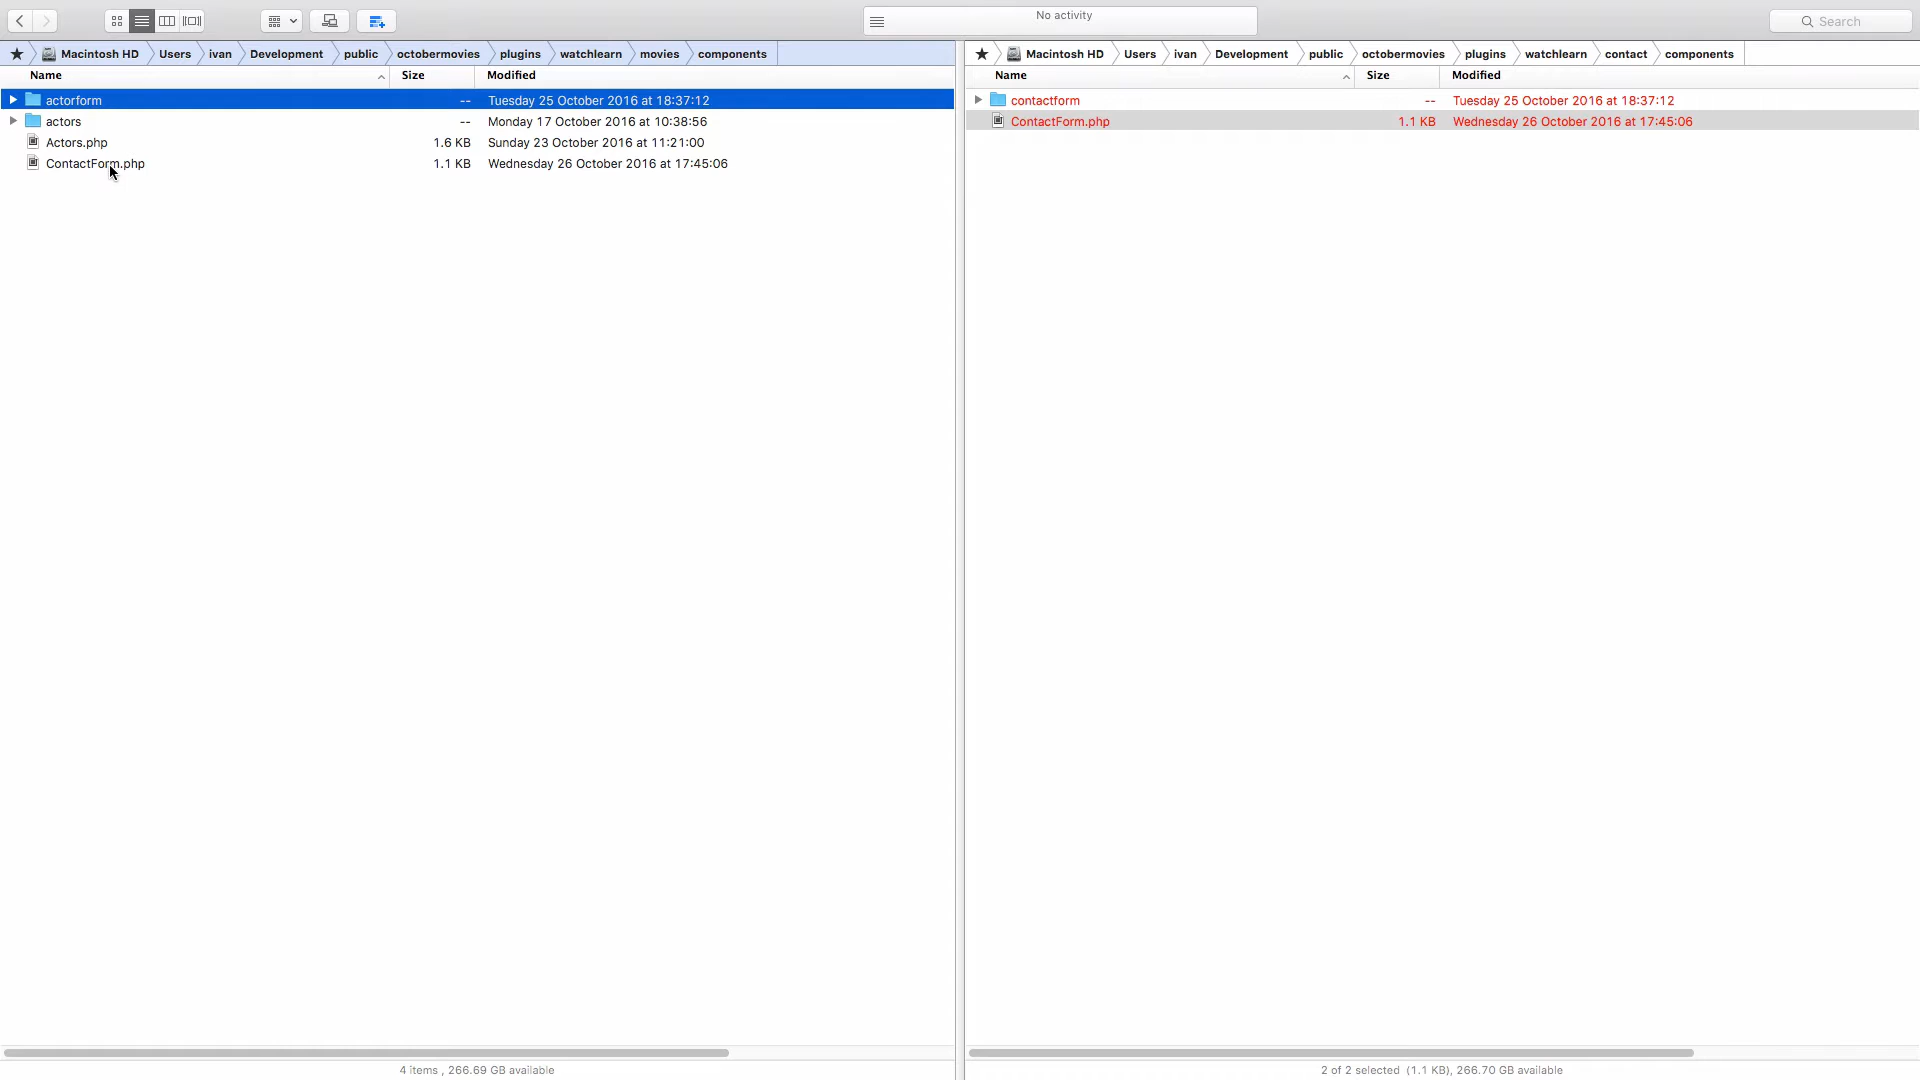 No activity
Search
Macintosh HD Users ivan Development public octobermovies plugins watchlearn movies components
Name Size Modified
actorform -- Tuesday 25 October 2016 at 18:37:12
actors -- Monday 17 October 2016 at 10:38:56
Actors.php 1.6 KB Sunday 23 October 2016 at 11:21:00
ContactForm.php 1.1 KB Wednesday 26 October 2016 at 17:45:06
4 items , 266.69 GB available
Macintosh HD Users ivan Development public octobermovies plugins watchlearn contact components
Name Size Modified
contactform -- Tuesday 25 October 2016 at 18:37:12
ContactForm.php 1.1 KB Wednesday 26 October 2016 at 17:45:06
2 of 2 selected (1.1 KB), 266.70 GB available